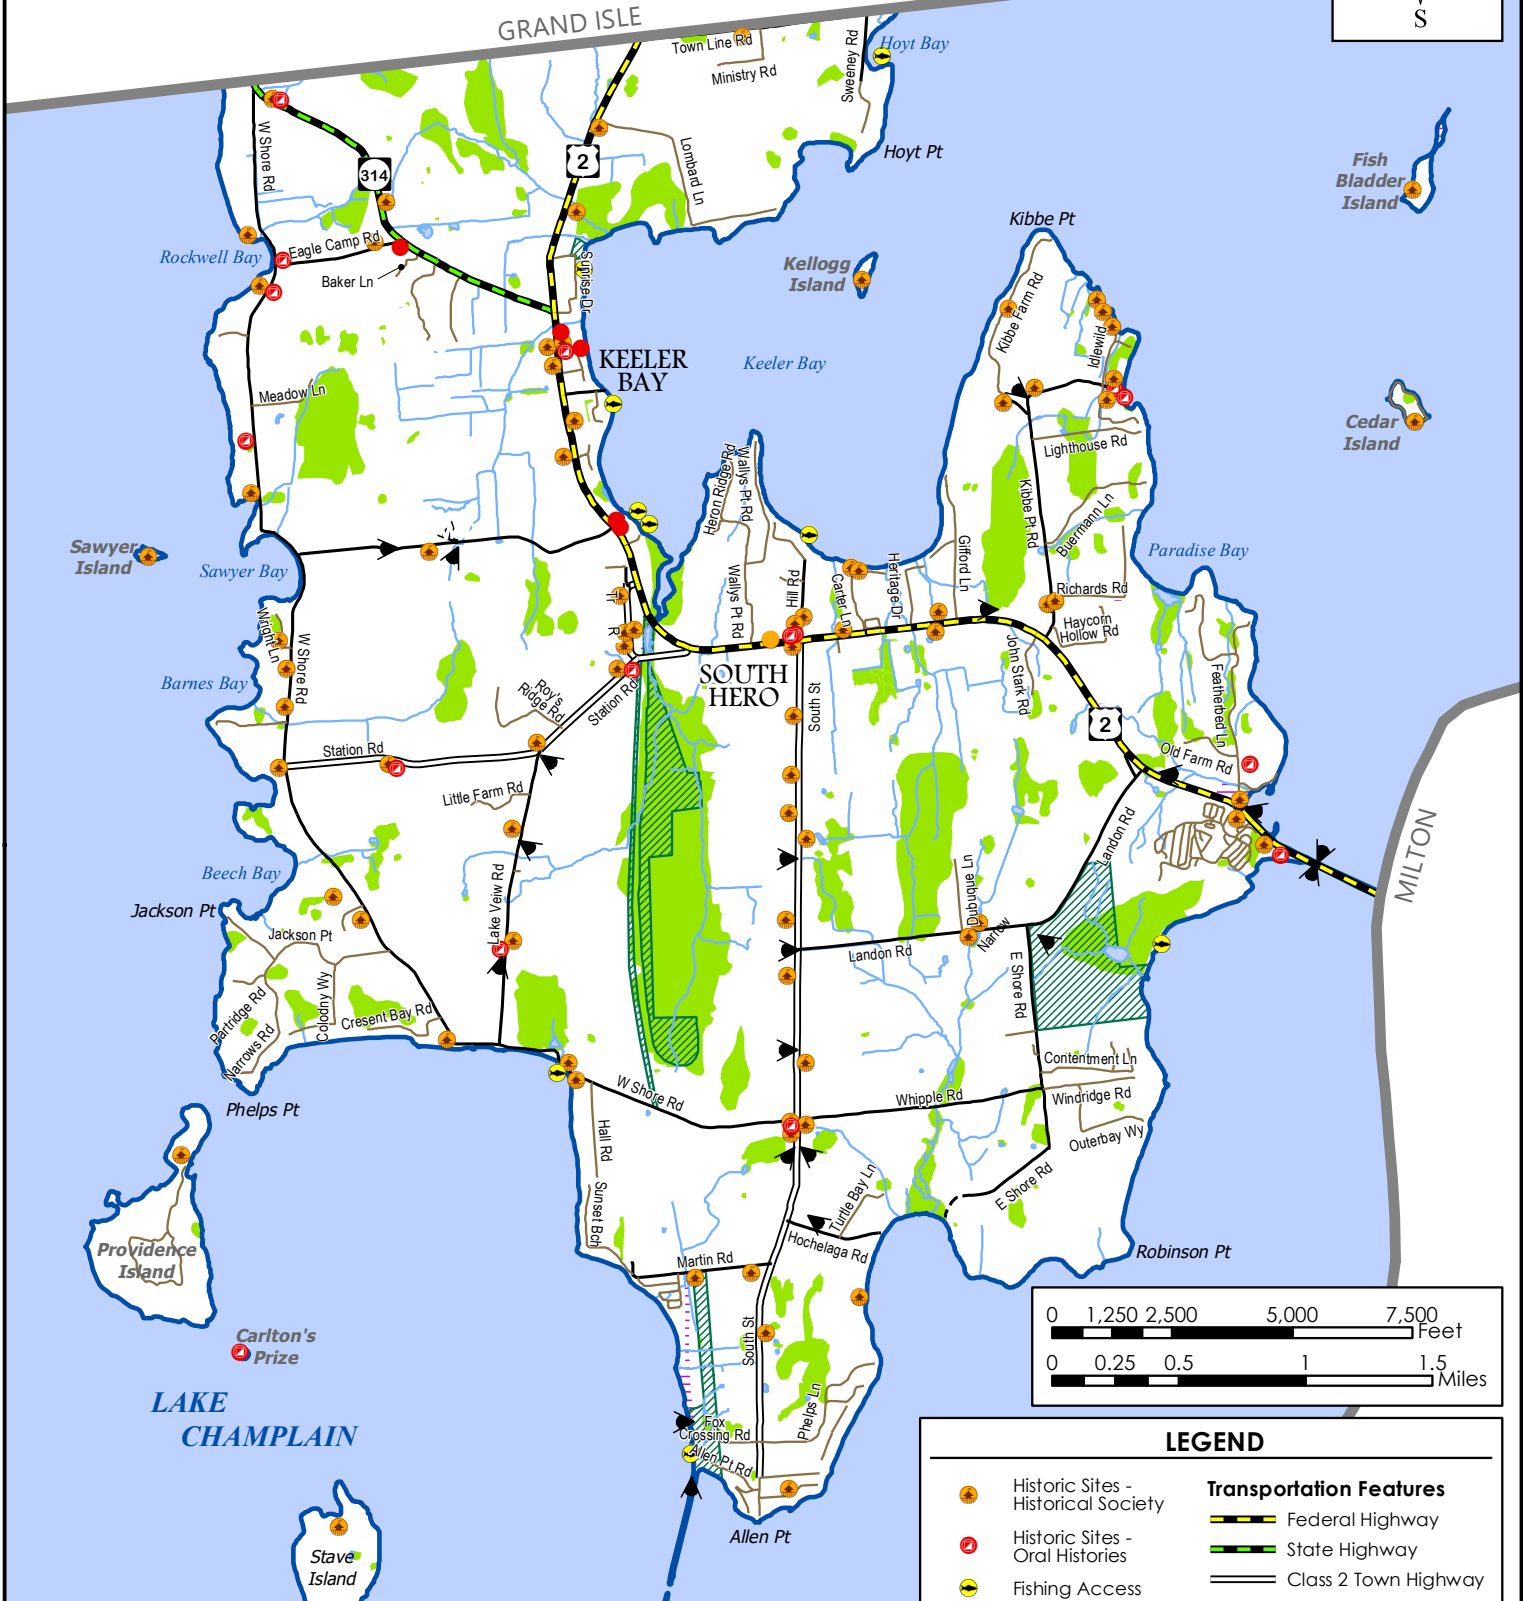 S
GRAND ISLE
Town Line Rd
Ministry Rd
Sweeney Rd
Hoyt Bay
Hoyt Pt
Lombard Ln
2
314
W Shore Rd
Eagle Camp Rd
Rockwell Bay
Baker Ln
Sunrise Dr
Fish
Bladder
Island
Kibbe Pt
Kellogg
Island
Kibbe Farm Rd
Idlewild
KEELER
BAY
Keeler Bay
Meadow Ln
Cedar
Island
Lighthouse Rd
Heron Ridge Rd
Wallys Pt Rd
Kibbe Pt Rd
Buermann Ln
Sawyer
Island
Sawyer Bay
Paradise Bay
Gifford Ln
Heritage Dr
Carter Ln
Hill Rd
Wallys Pt Rd
Richards Rd
Haycorn
Hollow Rd
Tr
R
Wright Ln
W Shore Rd
John Stark Rd
Featherbed Ln
SOUTH
HERO
South St
Barnes Bay
Roy's
Ridge Rd
Station Rd
Station Rd
2
Old Farm Rd
Little Farm Rd
Landon Rd
MILTON
Beech Bay
Lake Veiw Rd
Dubuque Ln
Jackson Pt
Jackson Pt
Narrow
Landon Rd
E Shore Rd
Partridge Rd
Colodny Wy
Cresent Bay Rd
Narrows Rd
Contentment Ln
Phelps Pt
W Shore Rd
Whipple Rd
Windridge Rd
Outerbay Wy
Hall Rd
E Shore Rd
Turtle Bay Ln
Sunset Bch
Hochelaga Rd
Providence
Island
Martin Rd
Robinson Pt
0 1,250 2,500 5,000 7,500
Feet
0 0.25 0.5 1 1.5
Miles
Carlton's
Prize
South St
LAKE
CHAMPLAIN
Phelps Ln
Fox
Crossing Rd
Allen Pt Rd
Allen Pt
Stave
Island
LEGEND
Historic Sites -
Historical Society
Historic Sites -
Oral Histories
Fishing Access
Transportation Features
Federal Highway
State Highway
Class 2 Town Highway